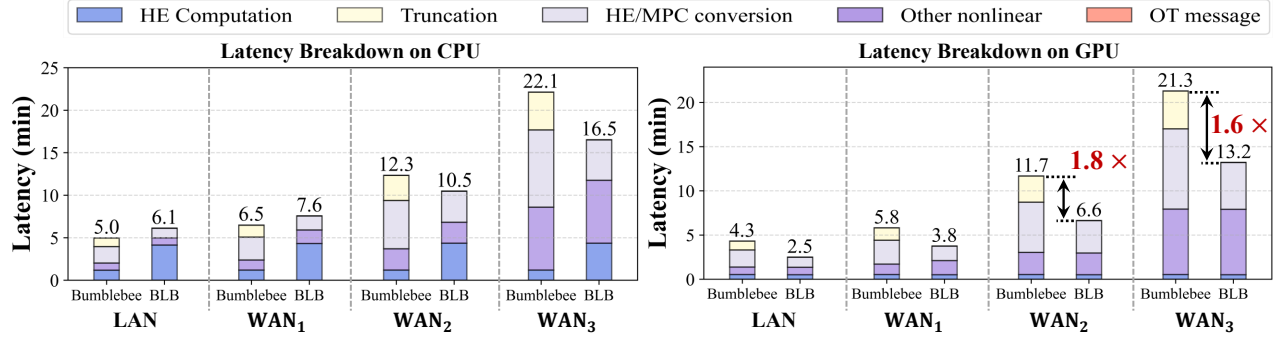 HE Computation Truncation HE/MPC conversion Other nonlinear OT message
Latency Breakdown on CPU
Latency (min)
25
20
15
10
5
0
5.0 6.1 6.5 7.6 12.3 10.5 22.1 16.5
Bumblebee BLB Bumblebee BLB Bumblebee BLB Bumblebee BLB
LAN WAN₁ WAN₂ WAN₃
Latency Breakdown on GPU
Latency (min)
20
15
10
5
0
4.3 2.5 5.8 3.8 11.7 6.6 21.3 13.2
1.8 ×
1.6 ×
Bumblebee BLB Bumblebee BLB Bumblebee BLB Bumblebee BLB
LAN WAN₁ WAN₂ WAN₃